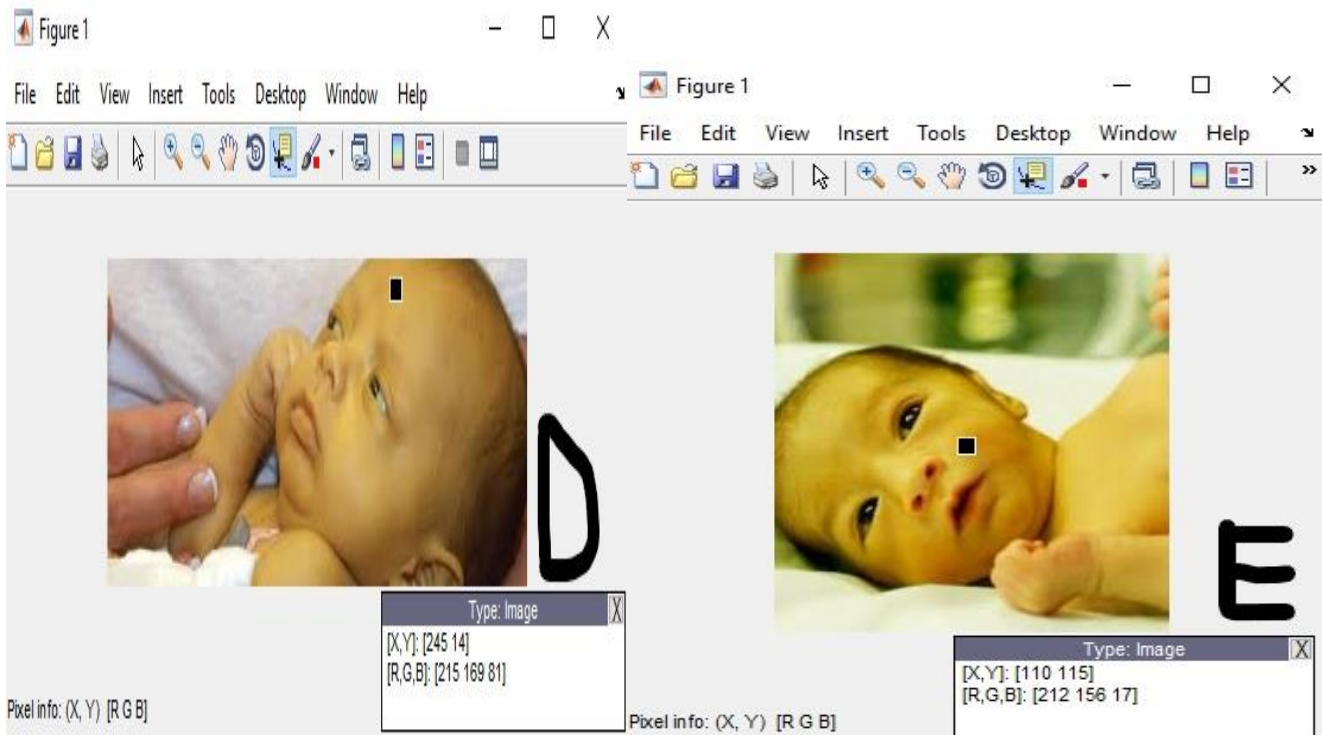 Figure 1
File Edit View Insert Tools Desktop Window Help
D
Type: Image X
[X,Y]: [245 14]
[R,G,B]: [215 169 81]
Pixel info: (X, Y) [R G B]
Figure 1
File Edit View Insert Tools Desktop Window Help
E
Type: Image X
[X,Y]: [110 115]
[R,G,B]: [212 156 17]
Pixel info: (X, Y) [R G B]